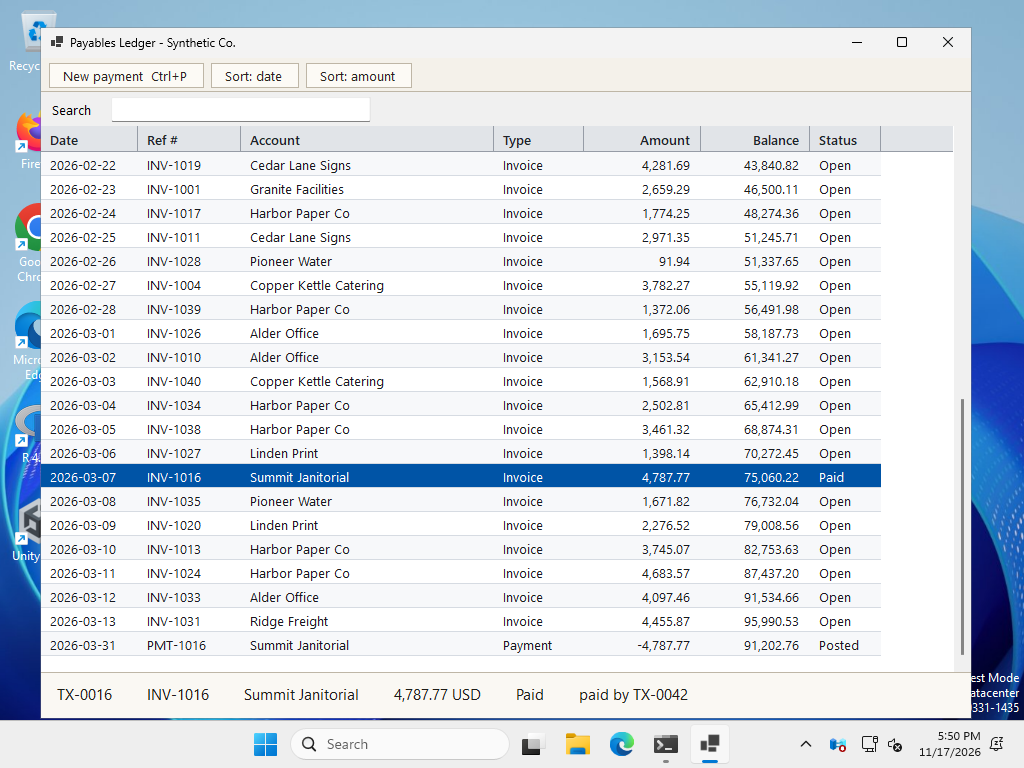 Recyc
Payables Ledger - Synthetic Co.
New payment Ctrl+P
Sort: date
Sort: amount
Search
Date Ref # Account Type Amount Balance Status
2026-02-22 INV-1019 Cedar Lane Signs Invoice 4,281.69 43,840.82 Open
2026-02-23 INV-1001 Granite Facilities Invoice 2,659.29 46,500.11 Open
2026-02-24 INV-1017 Harbor Paper Co Invoice 1,774.25 48,274.36 Open
2026-02-25 INV-1011 Cedar Lane Signs Invoice 2,971.35 51,245.71 Open
2026-02-26 INV-1028 Pioneer Water Invoice 91.94 51,337.65 Open
2026-02-27 INV-1004 Copper Kettle Catering Invoice 3,782.27 55,119.92 Open
2026-02-28 INV-1039 Harbor Paper Co Invoice 1,372.06 56,491.98 Open
2026-03-01 INV-1026 Alder Office Invoice 1,695.75 58,187.73 Open
2026-03-02 INV-1010 Alder Office Invoice 3,153.54 61,341.27 Open
2026-03-03 INV-1040 Copper Kettle Catering Invoice 1,568.91 62,910.18 Open
2026-03-04 INV-1034 Harbor Paper Co Invoice 2,502.81 65,412.99 Open
2026-03-05 INV-1038 Harbor Paper Co Invoice 3,461.32 68,874.31 Open
2026-03-06 INV-1027 Linden Print Invoice 1,398.14 70,272.45 Open
2026-03-07 INV-1016 Summit Janitorial Invoice 4,787.77 75,060.22 Paid
2026-03-08 INV-1035 Pioneer Water Invoice 1,671.82 76,732.04 Open
2026-03-09 INV-1020 Linden Print Invoice 2,276.52 79,008.56 Open
2026-03-10 INV-1013 Harbor Paper Co Invoice 3,745.07 82,753.63 Open
2026-03-11 INV-1024 Harbor Paper Co Invoice 4,683.57 87,437.20 Open
2026-03-12 INV-1033 Alder Office Invoice 4,097.46 91,534.66 Open
2026-03-13 INV-1031 Ridge Freight Invoice 4,455.87 95,990.53 Open
2026-03-31 PMT-1016 Summit Janitorial Payment -4,787.77 91,202.76 Posted
TX-0016 INV-1016 Summit Janitorial 4,787.77 USD Paid paid by TX-0042
Fire
Goo
Chro
Micro
Edg
R 4.
Unity
est Mode
atacenter
331-1435
Search
5:50 PM
11/17/2026